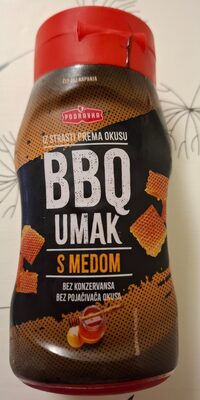 PODRAVKA
IZ STRASTI PREMA OKUSU
BBQ
UMAK
S MEDOM
BEZ KONZERVANSA
BEZ POJAČIVAČA OKUSA